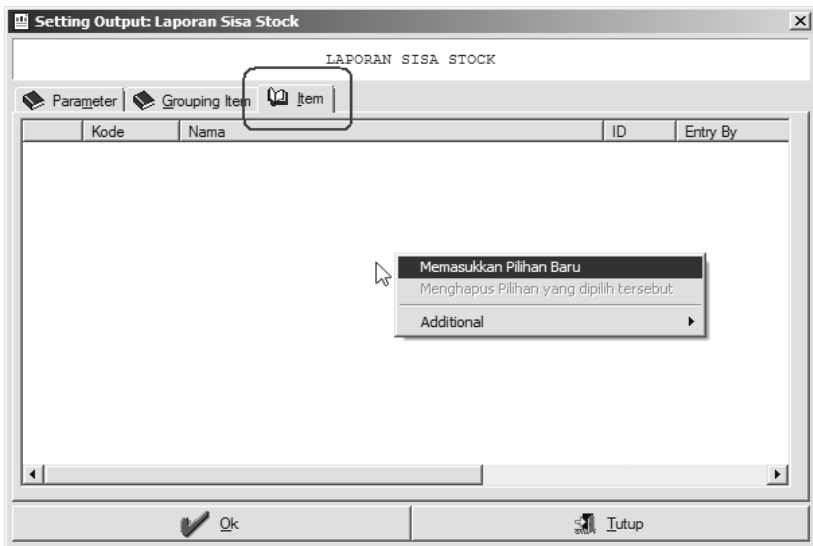 Setting Output: Laporan Sisa Stock
LAPORAN SISA STOCK
Parameter Grouping Item Item
Kode Nama ID Entry By
Memasukkan Pilihan Baru
Menghapus Pilihan yang dipilih tersebut
Additional
Ok Tutup